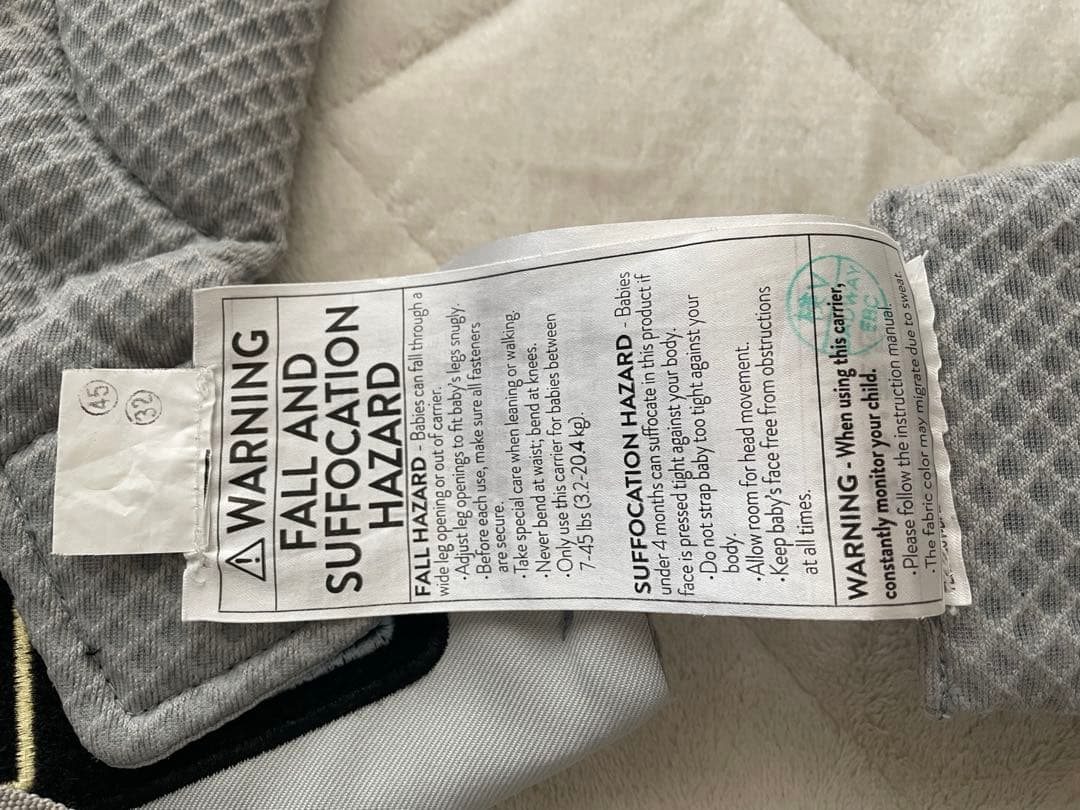 45
32
WARNING
FALL AND
SUFFOCATION
HAZARD
FALL HAZARD - Babies can fall through a
wide leg opening or out of carrier.
·Adjust leg openings to fit baby's legs snugly.
·Before each use, make sure all fasteners
are secure.
·Take special care when leaning or walking.
·Never bend at waist; bend at knees.
·Only use this carrier for babies between
7-45 lbs (3.2-20.4 kg).
SUFFOCATION HAZARD - Babies
under 4 months can suffocate in this product if
face is pressed tight against your body.
·Do not strap baby too tight against your
body.
·Allow room for head movement.
·Keep baby's face free from obstructions
at all times.
WARNING - When using this carrier,
constantly monitor your child.
·Please follow the instruction manual.
·The fabric color may migrate due to sweat.